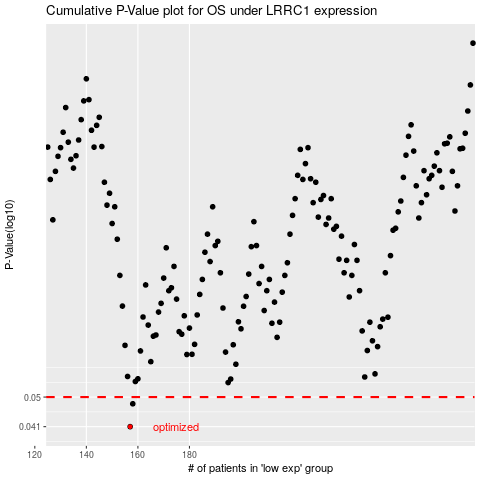 Cumulative P-Value plot for OS under LRRC1 expression
P-Value(log10)
0.05
0.041
optimized
120 140 160 180
# of patients in 'low exp' group